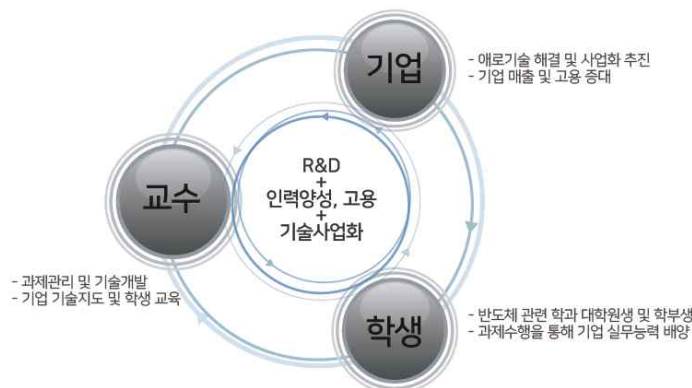 기업
- 애로기술 해결 및 사업화 추진
- 기업 매출 및 고용 증대
R&D
+
인력양성, 고용
+
기술사업화
교수
- 과제관리 및 기술개발
- 기업 기술지도 및 학생 교육
학생
- 반도체 관련 학과 대학원생 및 학부생
- 과제수행을 통해 기업 실무능력 배양